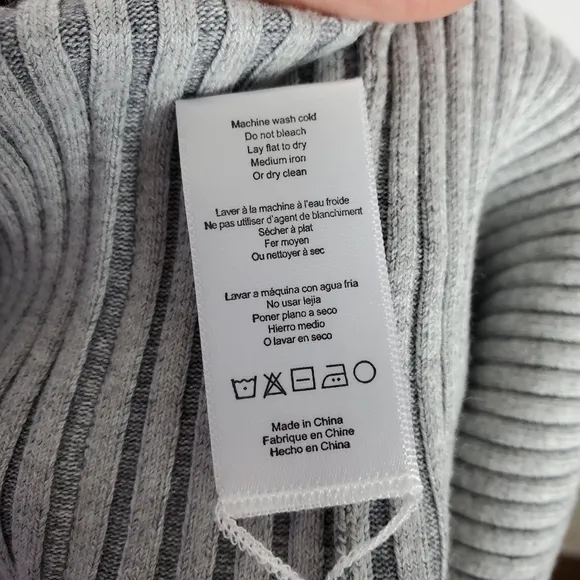 Machine wash cold
Do not bleach
Lay flat to dry
Medium iron
Or dry clean
Laver à la machine à l'eau froide
Ne pas utiliser d'agent de blanchiment
Sécher à plat
Fer moyen
Ou nettoyer à sec
Lavar a máquina con agua fría
No usar lejia
Poner plano a seco
Hierro medio
O lavar en seco
Made in China
Fabrique en Chine
Hecho en China